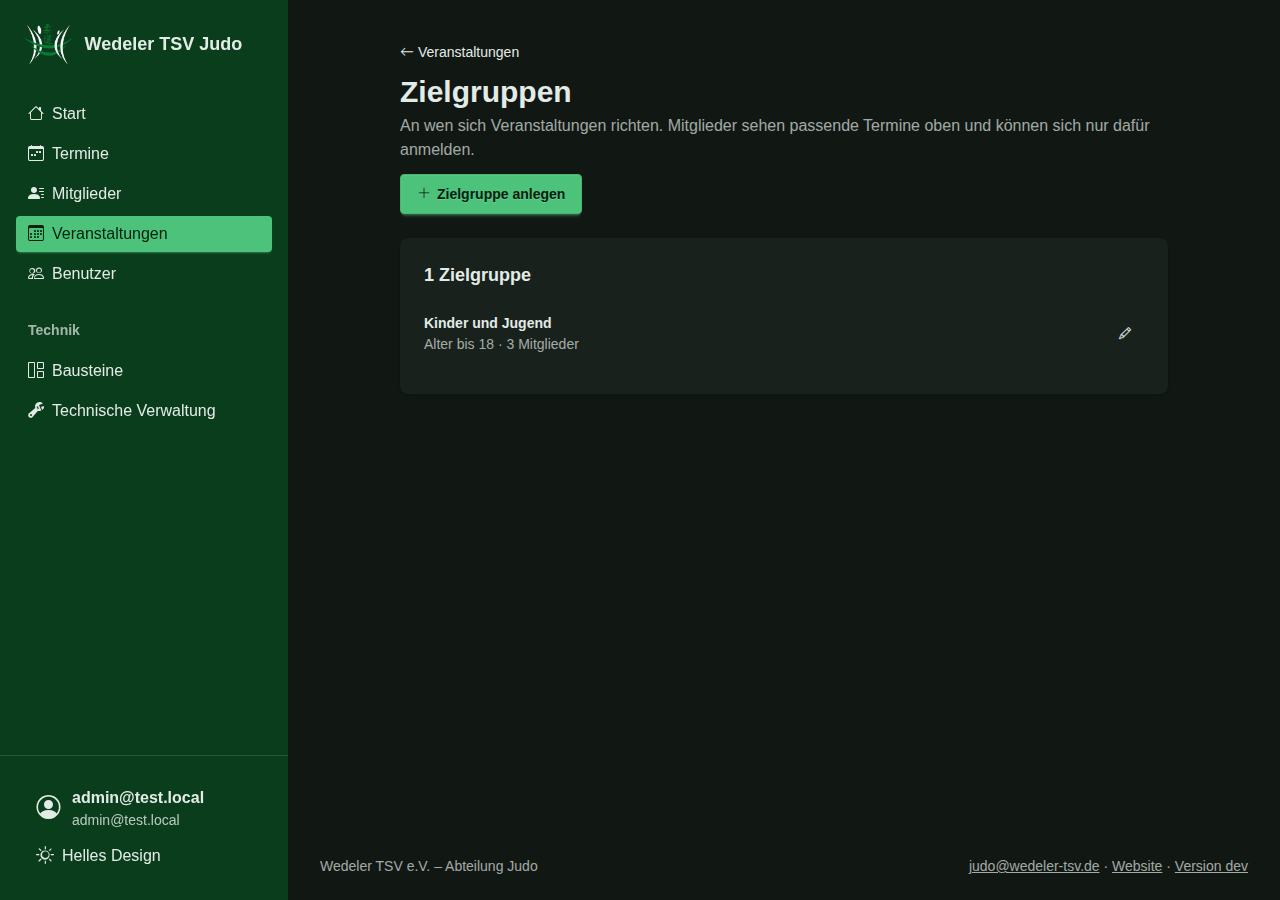 Wedeler TSV Judo
Start
Termine
Mitglieder
Veranstaltungen
Benutzer
Technik
Bausteine
Technische Verwaltung
admin@test.local
admin@test.local
Helles Design
← Veranstaltungen
Zielgruppen
An wen sich Veranstaltungen richten. Mitglieder sehen passende Termine oben und können sich nur dafür
anmelden.
+ Zielgruppe anlegen
1 Zielgruppe
Kinder und Jugend
Alter bis 18 · 3 Mitglieder
Wedeler TSV e.V. – Abteilung Judo
judo@wedeler-tsv.de · Website · Version dev